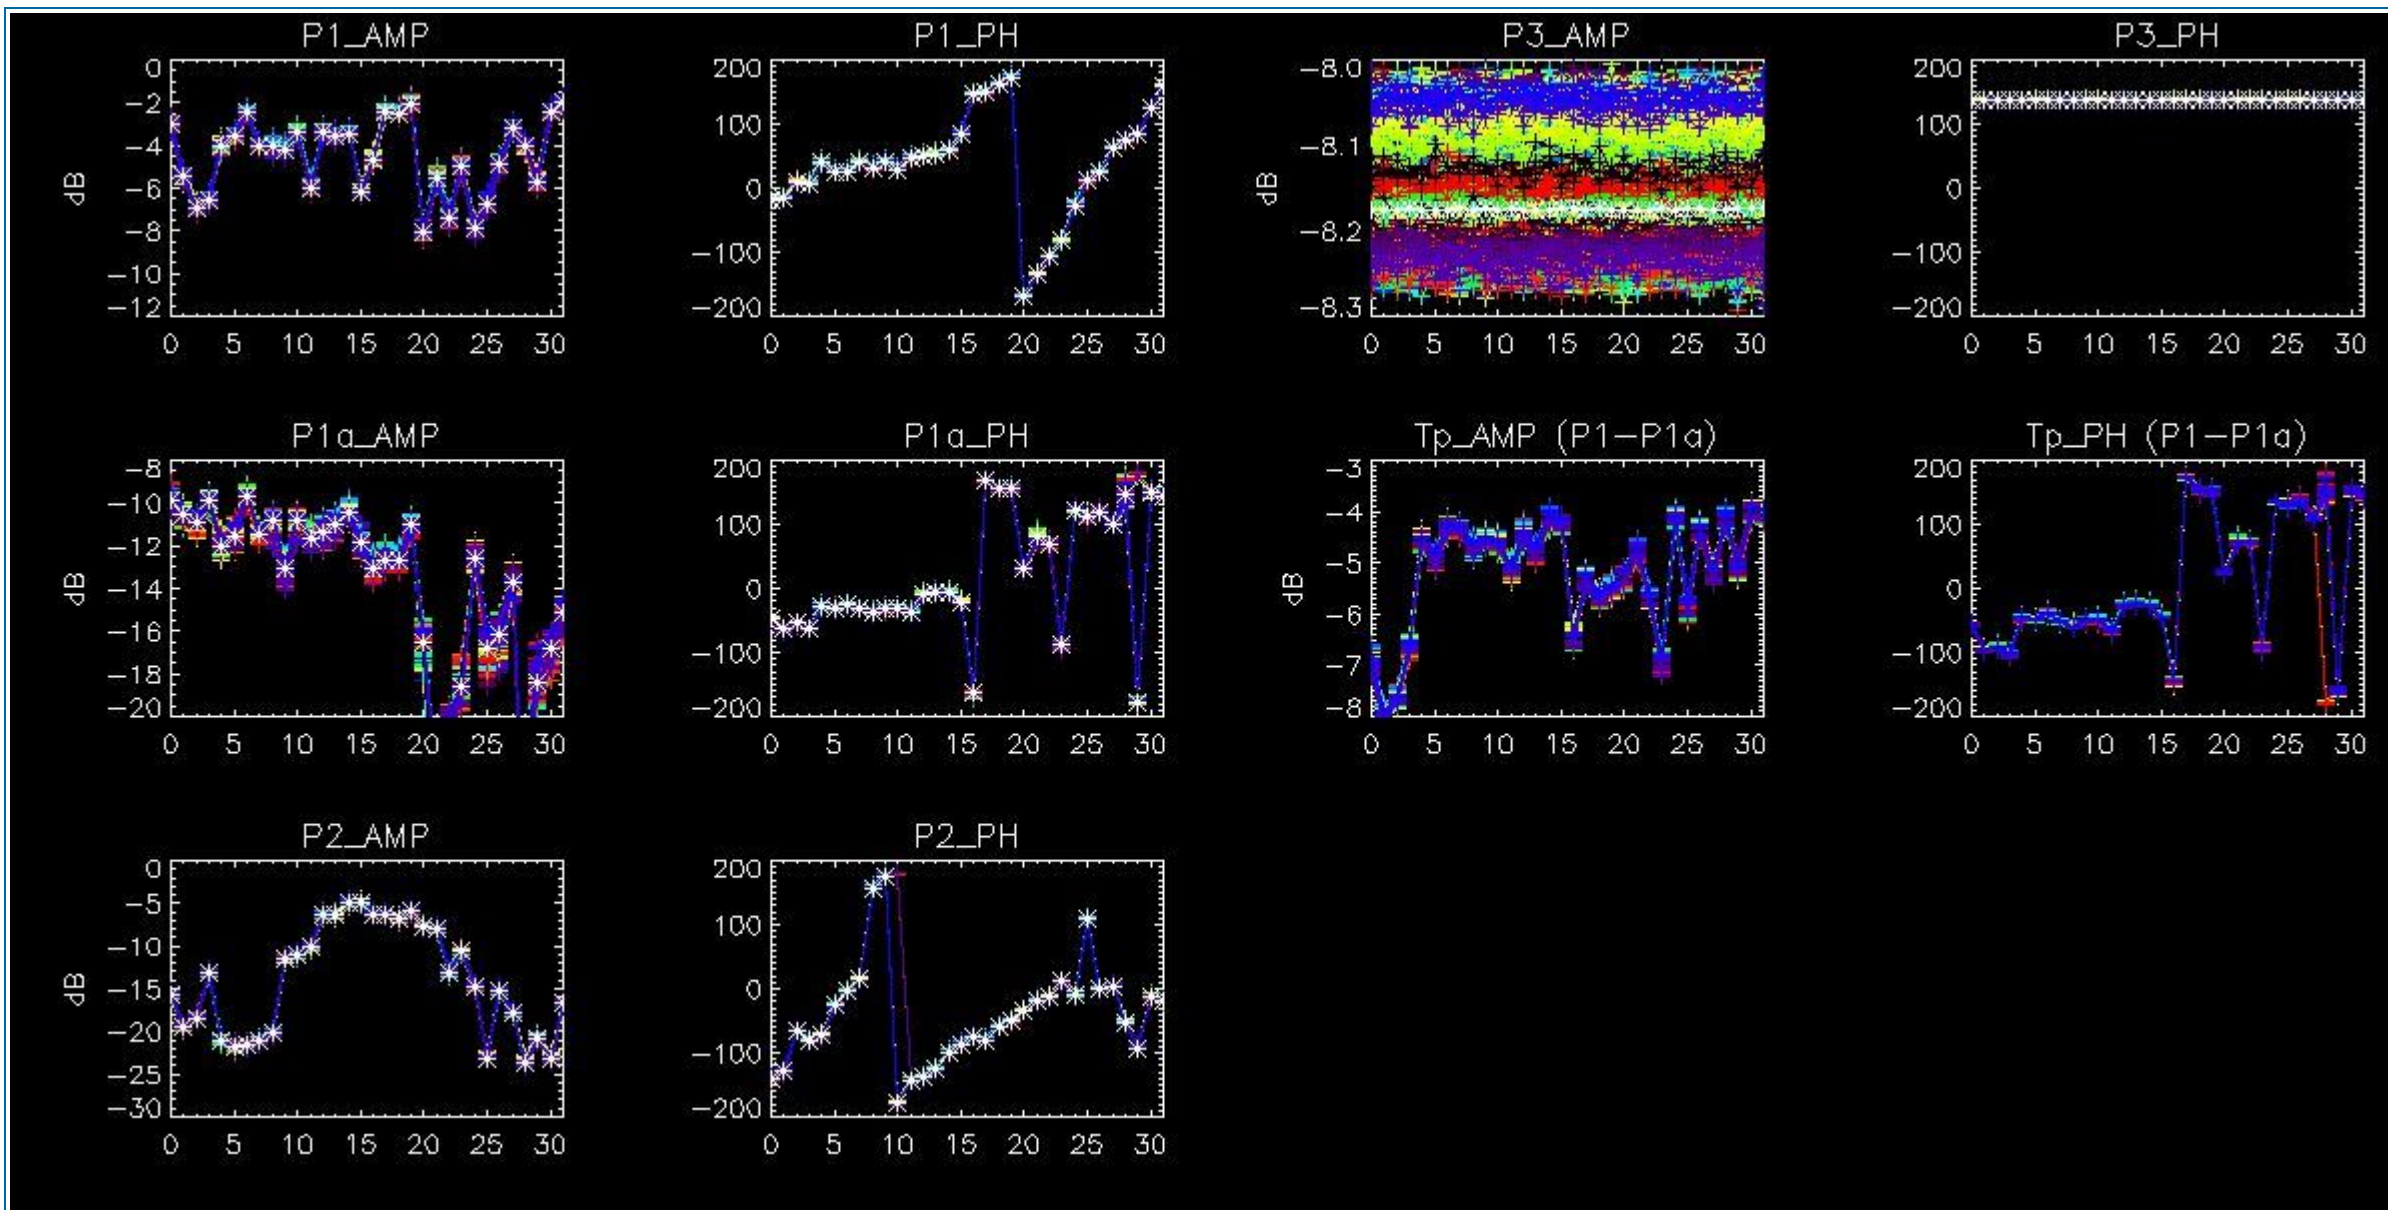 P1_AMP
P1_PH
P3_AMP
P3_PH
0
−2
−4
−6
−8
−10
−12
dB
0 5 10 15 20 25 30
200
100
0
−100
−200
0 5 10 15 20 25 30
−8.0
−8.1
−8.2
−8.3
dB
0 5 10 15 20 25 30
200
100
0
−100
−200
0 5 10 15 20 25 30
P1a_AMP
P1a_PH
Tp_AMP (P1−P1a)
Tp_PH (P1−P1a)
−8
−10
−12
−14
−16
−18
−20
dB
0 5 10 15 20 25 30
200
100
0
−100
−200
0 5 10 15 20 25 30
−3
−4
−5
−6
−7
−8
dB
0 5 10 15 20 25 30
200
100
0
−100
−200
0 5 10 15 20 25 30
P2_AMP
P2_PH
0
−5
−10
−15
−20
−25
−30
dB
0 5 10 15 20 25 30
200
100
0
−100
−200
0 5 10 15 20 25 30